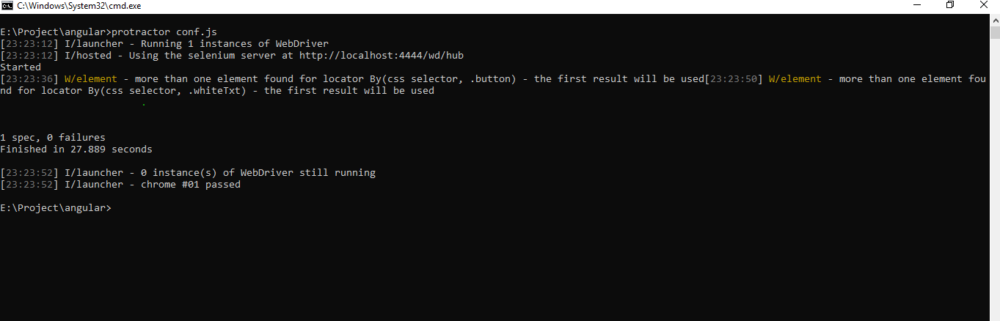 C:\Windows\System32\cmd.exe
E:\Project\angular>protractor conf.js
[23:23:12] I/launcher - Running 1 instances of WebDriver
[23:23:12] I/hosted - Using the selenium server at http://localhost:4444/wd/hub
Started
[23:23:36] W/element - more than one element found for locator By(css selector, .button) - the first result will be used[23:23:50] W/element - more than one element fou
nd for locator By(css selector, .whiteTxt) - the first result will be used
.
1 spec, 0 failures
Finished in 27.889 seconds
[23:23:52] I/launcher - 0 instance(s) of WebDriver still running
[23:23:52] I/launcher - chrome #01 passed
E:\Project\angular>